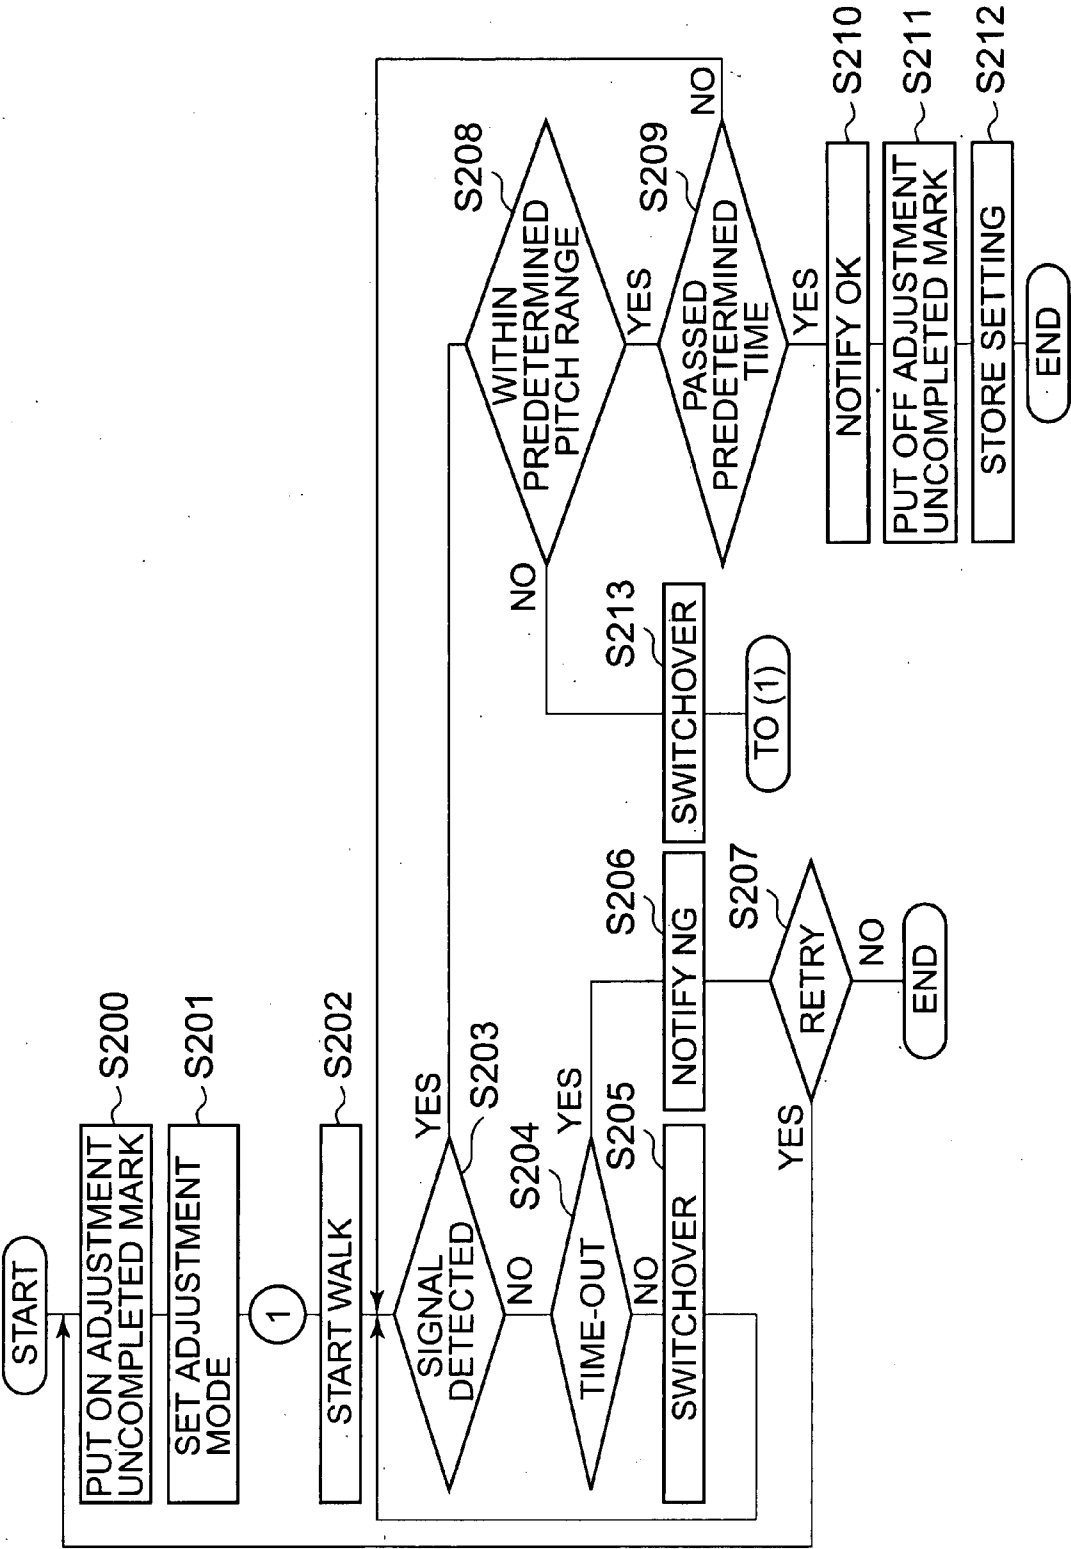 START
PUT ON ADJUSTMENT
UNCOMPLETED MARK
S200
SET ADJUSTMENT
MODE
S201
1
START WALK
S202
SIGNAL
DETECTED
S203
YES
NO
TIME-OUT
S204
YES
NO
SWITCHOVER
S205
NOTIFY NG
S206
RETRY
S207
YES
NO
END
WITHIN
PREDETERMINED
PITCH RANGE
S208
NO
YES
SWITCHOVER
S213
TO (1)
PASSED
PREDETERMINED
TIME
S209
NO
YES
NOTIFY OK
S210
PUT OFF ADJUSTMENT
UNCOMPLETED MARK
S211
STORE SETTING
S212
END